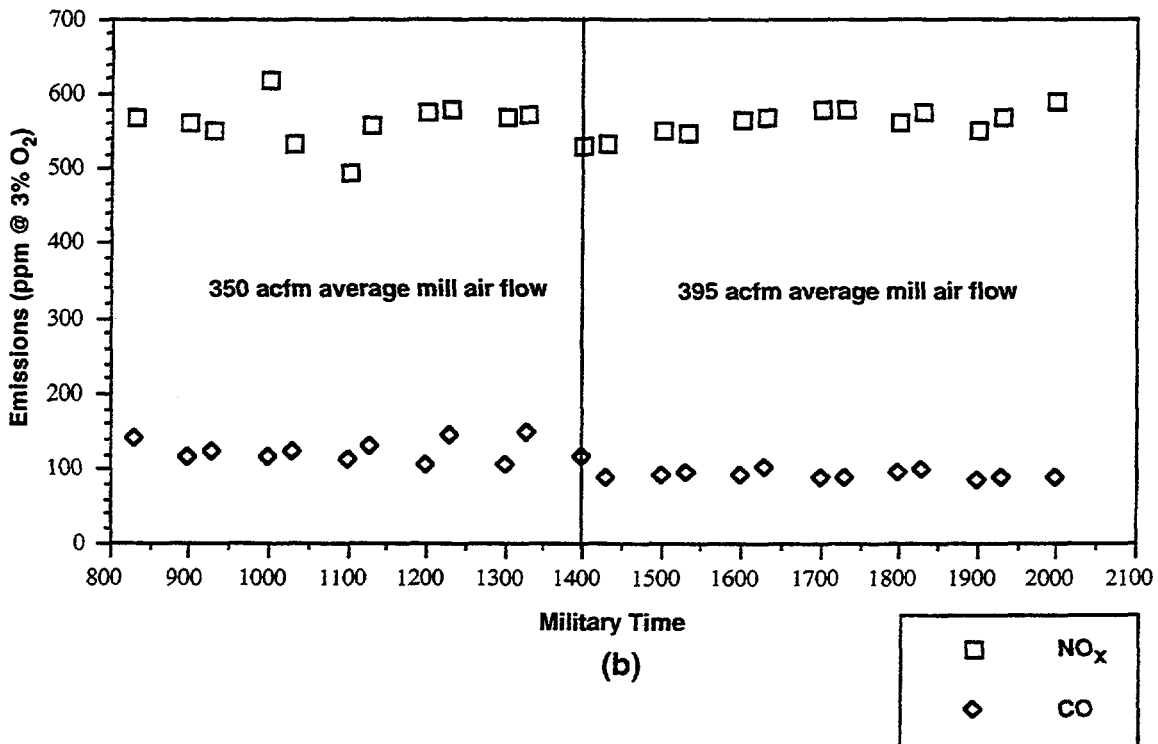 700
600
500
400
300
200
100
0
Emissions (ppm @ 3% O2)
350 acfm average mill air flow
395 acfm average mill air flow
800 900 1000 1100 1200 1300 1400 1500 1600 1700 1800 1900 2000 2100
Military Time
(b)
NOx
CO